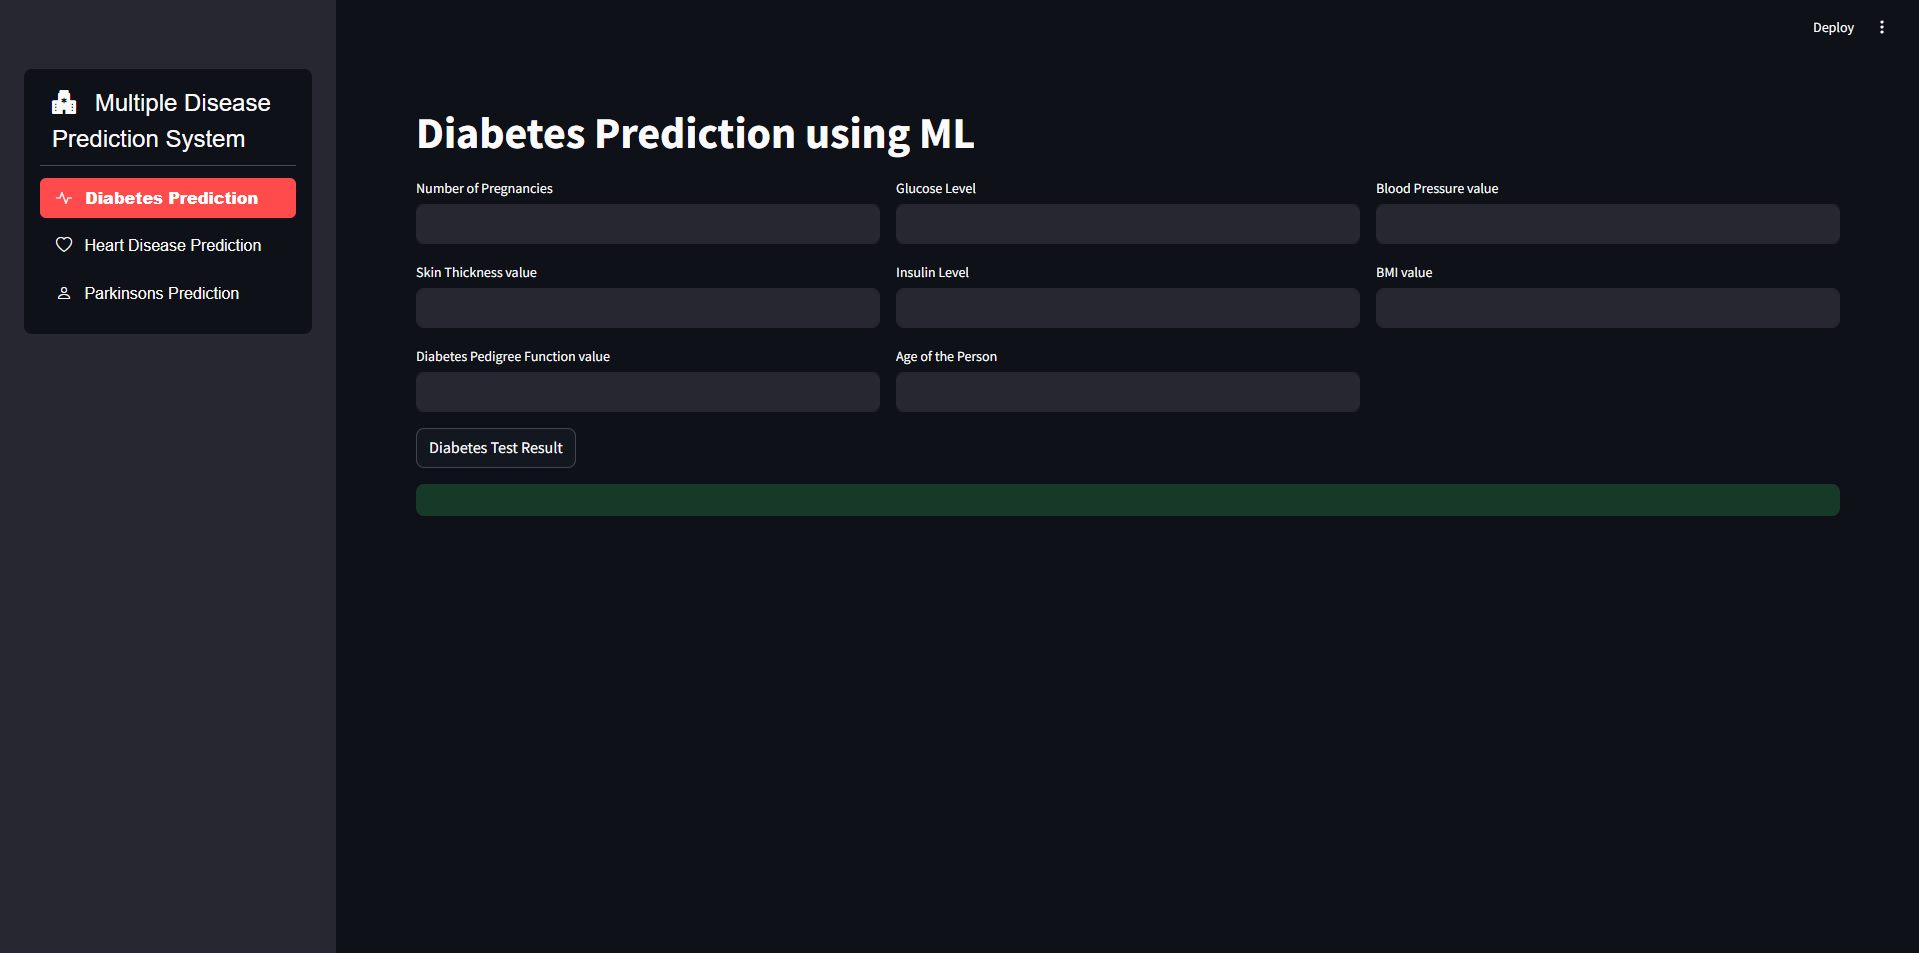 Deploy
Multiple Disease
Prediction System
Diabetes Prediction
Heart Disease Prediction
Parkinsons Prediction
Diabetes Prediction using ML
Number of Pregnancies
Glucose Level
Blood Pressure value
Skin Thickness value
Insulin Level
BMI value
Diabetes Pedigree Function value
Age of the Person
Diabetes Test Result